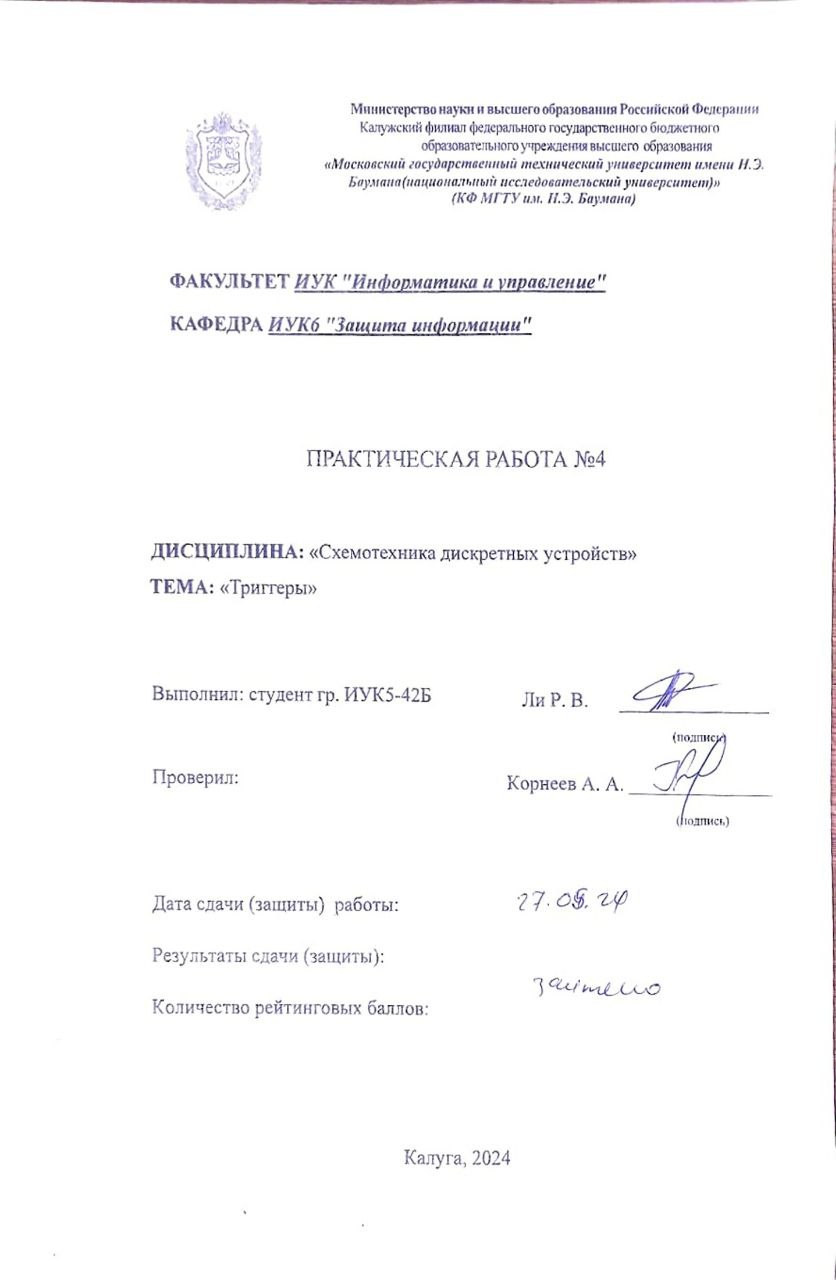 Министерство науки и высшего образования Российской Федерации
Калужский филиал федерального государственного бюджетного
образовательного учреждения высшего образования
«Московский государственный технический университет имени Н.Э.
Баумана(национальный исследовательский университет)»
(КФ МГТУ им. Н.Э. Баумана)
ФАКУЛЬТЕТ ИУК "Информатика и управление"
КАФЕДРА ИУК6 "Защита информации"
ПРАКТИЧЕСКАЯ РАБОТА №4
ДИСЦИПЛИНА: «Схемотехника дискретных устройств»
ТЕМА: «Триггеры»
Выполнил: студент гр. ИУК5-42Б Ли Р. В.
(подпись)
Проверил: Корнеев А. А.
(подпись)
Дата сдачи (защиты) работы: 27.05.24
Результаты сдачи (защиты):
зачтено
Количество рейтинговых баллов:
Калуга, 2024